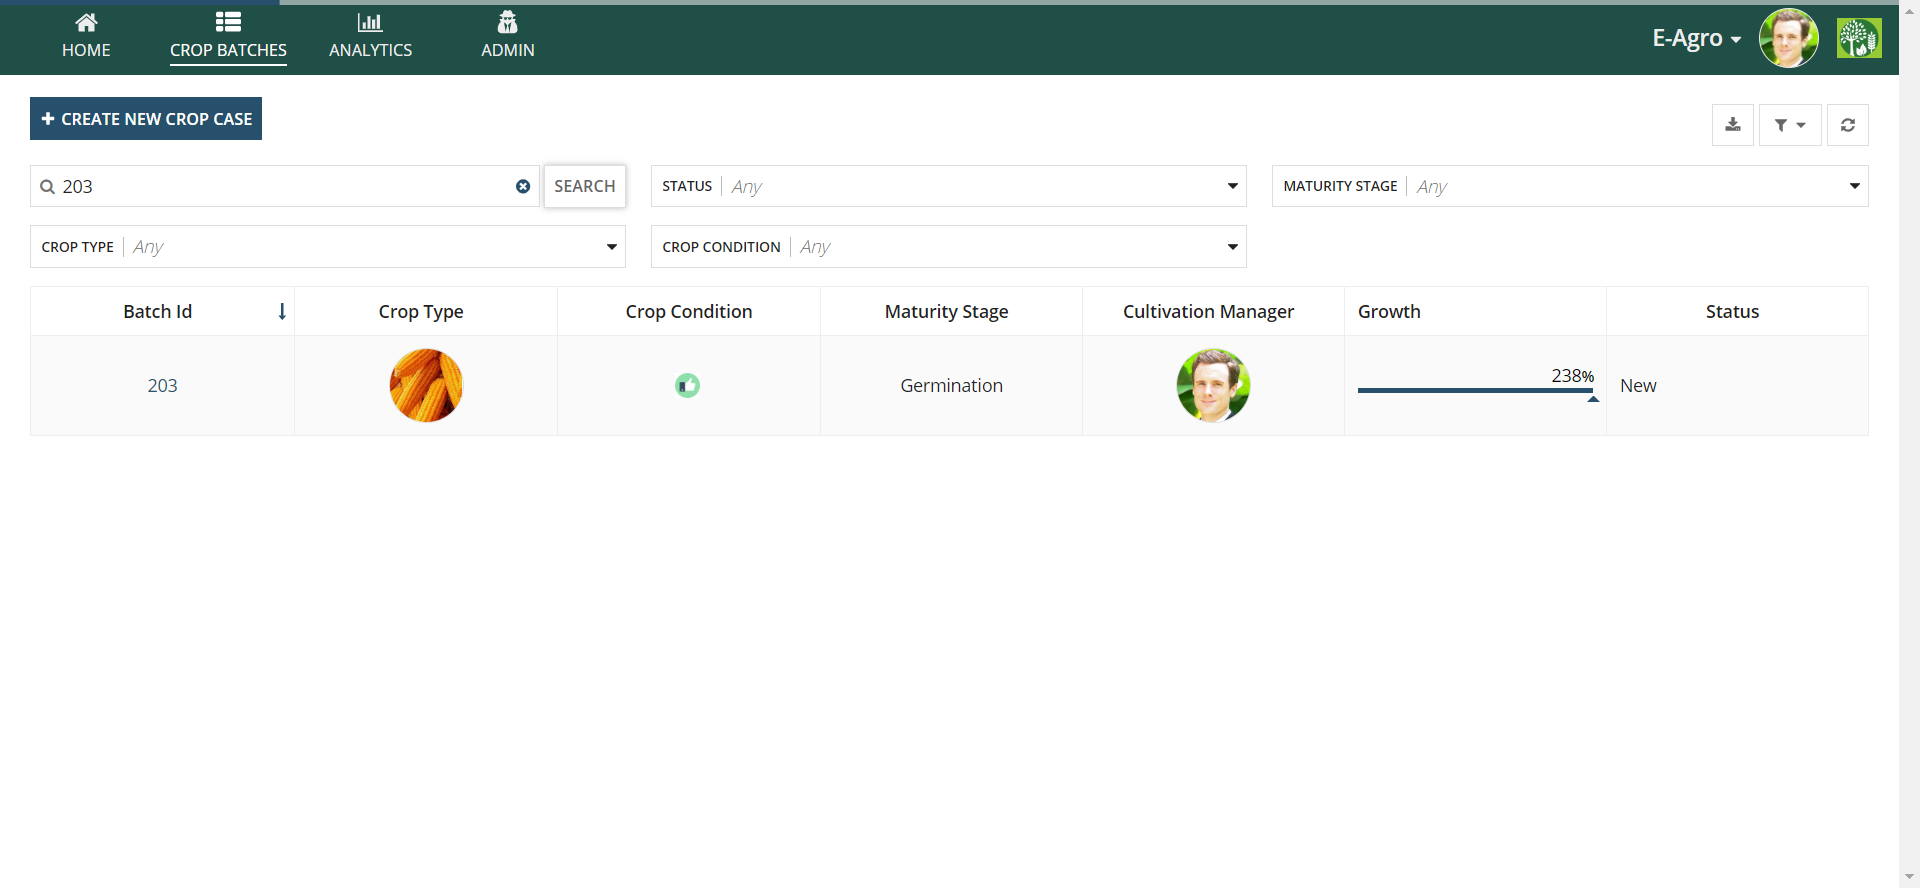 HOME
CROP BATCHES
ANALYTICS
ADMIN
E-Agro
CREATE NEW CROP CASE
203
SEARCH
STATUS Any
MATURITY STAGE Any
CROP TYPE Any
CROP CONDITION Any
Batch Id Crop Type Crop Condition Maturity Stage Cultivation Manager Growth Status
203 Germination 238% New